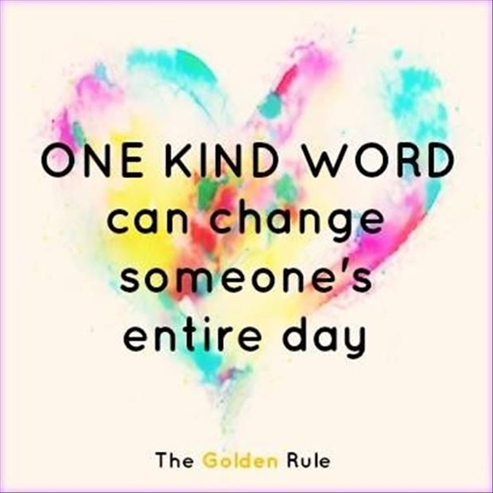 ONE KIND WORD
can change
someone's
entire day
The Golden Rule